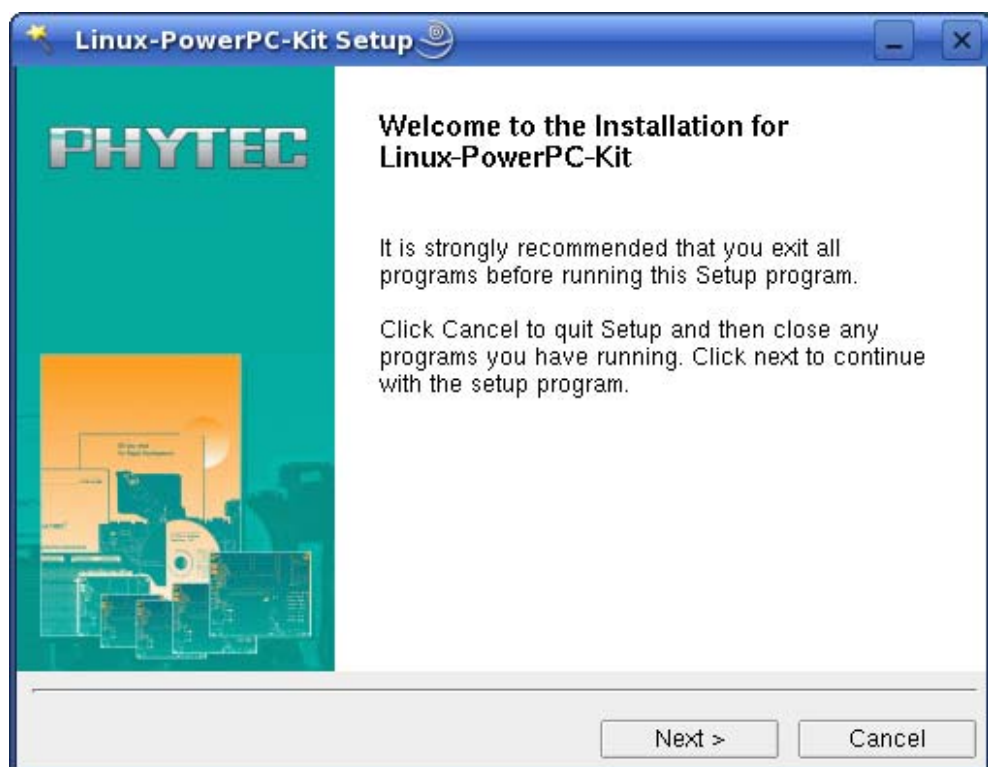 Linux-PowerPC-Kit Setup
PHYTEC
Welcome to the Installation for
Linux-PowerPC-Kit
It is strongly recommended that you exit all
programs before running this Setup program.
Click Cancel to quit Setup and then close any
programs you have running. Click next to continue
with the setup program.
Next >
Cancel